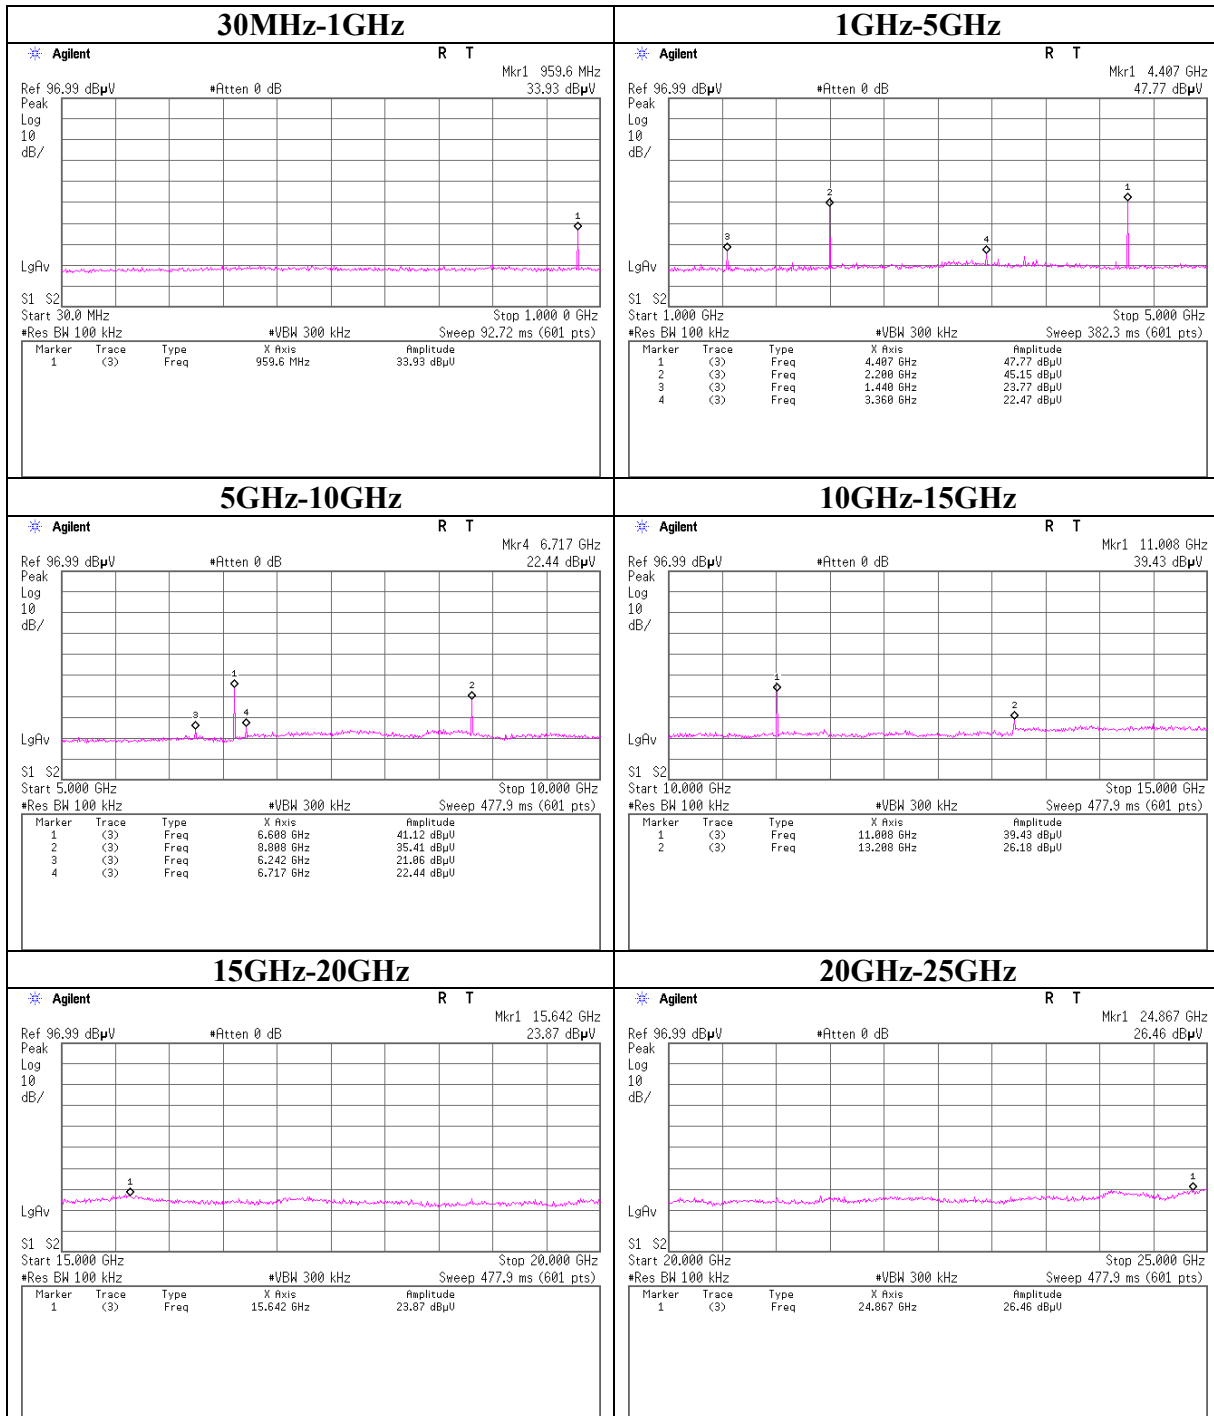 30MHz-1GHz
Agilent R T
Mkr1 959.6 MHz
Ref 96.99 dBµV #Atten 0 dB 33.93 dBµV
Peak
Log
10
dB/
1
LgAv
S1 S2
Start 30.0 MHz Stop 1.000 0 GHz
#Res BW 100 kHz #VBW 300 kHz Sweep 92.72 ms (601 pts)
Marker Trace Type X Axis Amplitude
1 (3) Freq 959.6 MHz 33.93 dBµV
1GHz-5GHz
Agilent R T
Mkr1 4.407 GHz
Ref 96.99 dBµV #Atten 0 dB 47.77 dBµV
Peak
Log
10
dB/
3 2 4 1
LgAv
S1 S2
Start 1.000 GHz Stop 5.000 GHz
#Res BW 100 kHz #VBW 300 kHz Sweep 382.3 ms (601 pts)
Marker Trace Type X Axis Amplitude
1 (3) Freq 4.407 GHz 47.77 dBµV
2 (3) Freq 2.200 GHz 45.15 dBµV
3 (3) Freq 1.440 GHz 23.77 dBµV
4 (3) Freq 3.360 GHz 22.47 dBµV
5GHz-10GHz
Agilent R T
Mkr4 6.717 GHz
Ref 96.99 dBµV #Atten 0 dB 22.44 dBµV
Peak
Log
10
dB/
3 1 4 2
LgAv
S1 S2
Start 5.000 GHz Stop 10.000 GHz
#Res BW 100 kHz #VBW 300 kHz Sweep 477.9 ms (601 pts)
Marker Trace Type X Axis Amplitude
1 (3) Freq 6.608 GHz 41.12 dBµV
2 (3) Freq 8.808 GHz 35.41 dBµV
3 (3) Freq 6.242 GHz 21.06 dBµV
4 (3) Freq 6.717 GHz 22.44 dBµV
10GHz-15GHz
Agilent R T
Mkr1 11.008 GHz
Ref 96.99 dBµV #Atten 0 dB 39.43 dBµV
Peak
Log
10
dB/
1 2
LgAv
S1 S2
Start 10.000 GHz Stop 15.000 GHz
#Res BW 100 kHz #VBW 300 kHz Sweep 477.9 ms (601 pts)
Marker Trace Type X Axis Amplitude
1 (3) Freq 11.008 GHz 39.43 dBµV
2 (3) Freq 13.208 GHz 26.18 dBµV
15GHz-20GHz
Agilent R T
Mkr1 15.642 GHz
Ref 96.99 dBµV #Atten 0 dB 23.87 dBµV
Peak
Log
10
dB/
1
LgAv
S1 S2
Start 15.000 GHz Stop 20.000 GHz
#Res BW 100 kHz #VBW 300 kHz Sweep 477.9 ms (601 pts)
Marker Trace Type X Axis Amplitude
1 (3) Freq 15.642 GHz 23.87 dBµV
20GHz-25GHz
Agilent R T
Mkr1 24.867 GHz
Ref 96.99 dBµV #Atten 0 dB 26.46 dBµV
Peak
Log
10
dB/
1
LgAv
S1 S2
Start 20.000 GHz Stop 25.000 GHz
#Res BW 100 kHz #VBW 300 kHz Sweep 477.9 ms (601 pts)
Marker Trace Type X Axis Amplitude
1 (3) Freq 24.867 GHz 26.46 dBµV